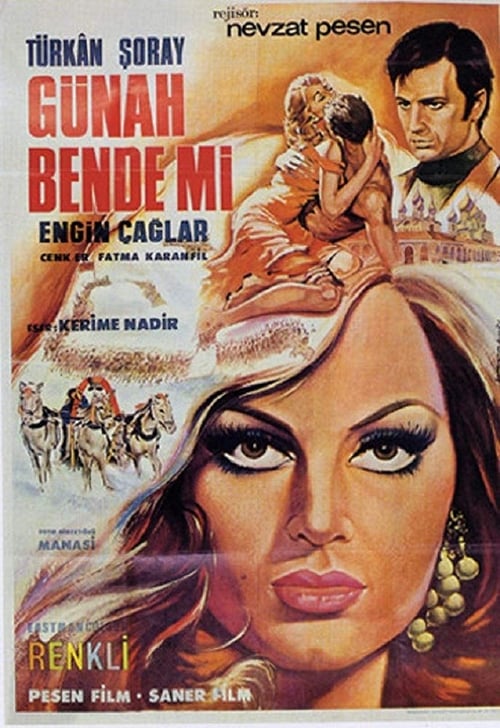 rejisör:
nevzat pesen
TÜRKÂN ŞORAY
GÜNAH
BENDE Mİ
ENGİN ÇAĞLAR
CENK ER FATMA KARANFİL
ESER: KERİME NADİR
MANASİ
EASTMANCOLOR
RENKLİ
PESEN FİLM · SANER FİLM